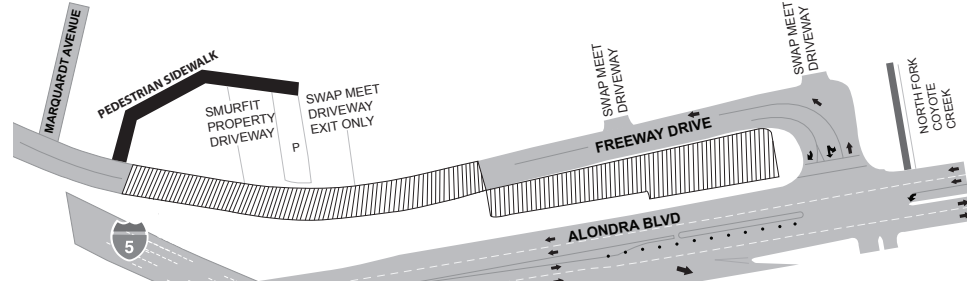 MARQUARDT AVENUE
PEDESTRIAN SIDEWALK
SMURFIT
PROPERTY
DRIVEWAY
P
SWAP MEET
DRIVEWAY
EXIT ONLY
SWAP MEET
DRIVEWAY
SWAP MEET
DRIVEWAY
NORTH FORK
COYOTE
CREEK
FREEWAY DRIVE
ALONDRA BLVD
5